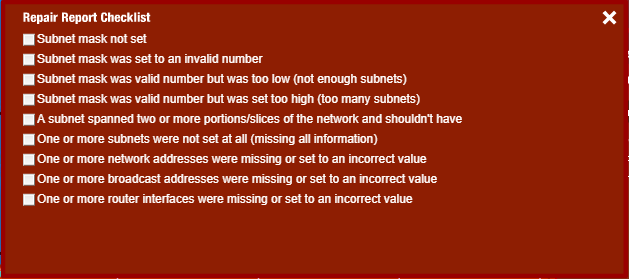 Repair Report Checklist
Subnet mask not set
Subnet mask was set to an invalid number
Subnet mask was valid number but was too low (not enough subnets)
Subnet mask was valid number but was set too high (too many subnets)
A subnet spanned two or more portions/slices of the network and shouldn't have
One or more subnets were not set at all (missing all information)
One or more network addresses were missing or set to an incorrect value
One or more broadcast addresses were missing or set to an incorrect value
One or more router interfaces were missing or set to an incorrect value